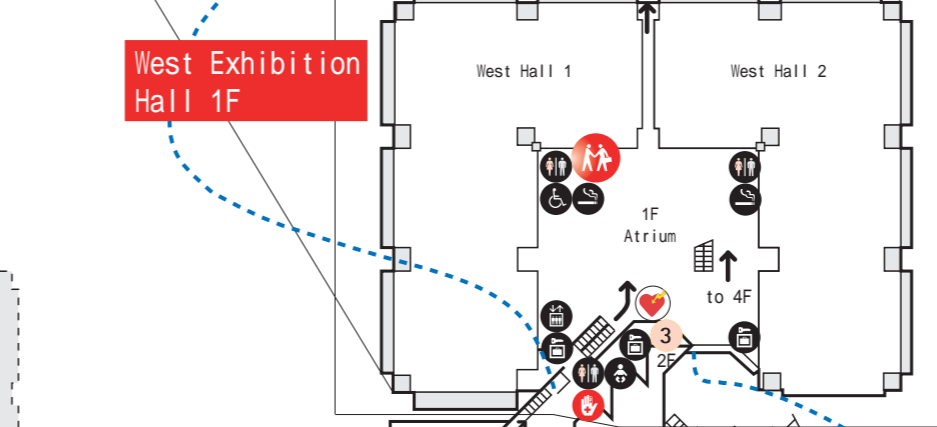 West Exhibition
Hall 1F
West Hall 1
West Hall 2
1F
Atrium
to 4F
3
2F